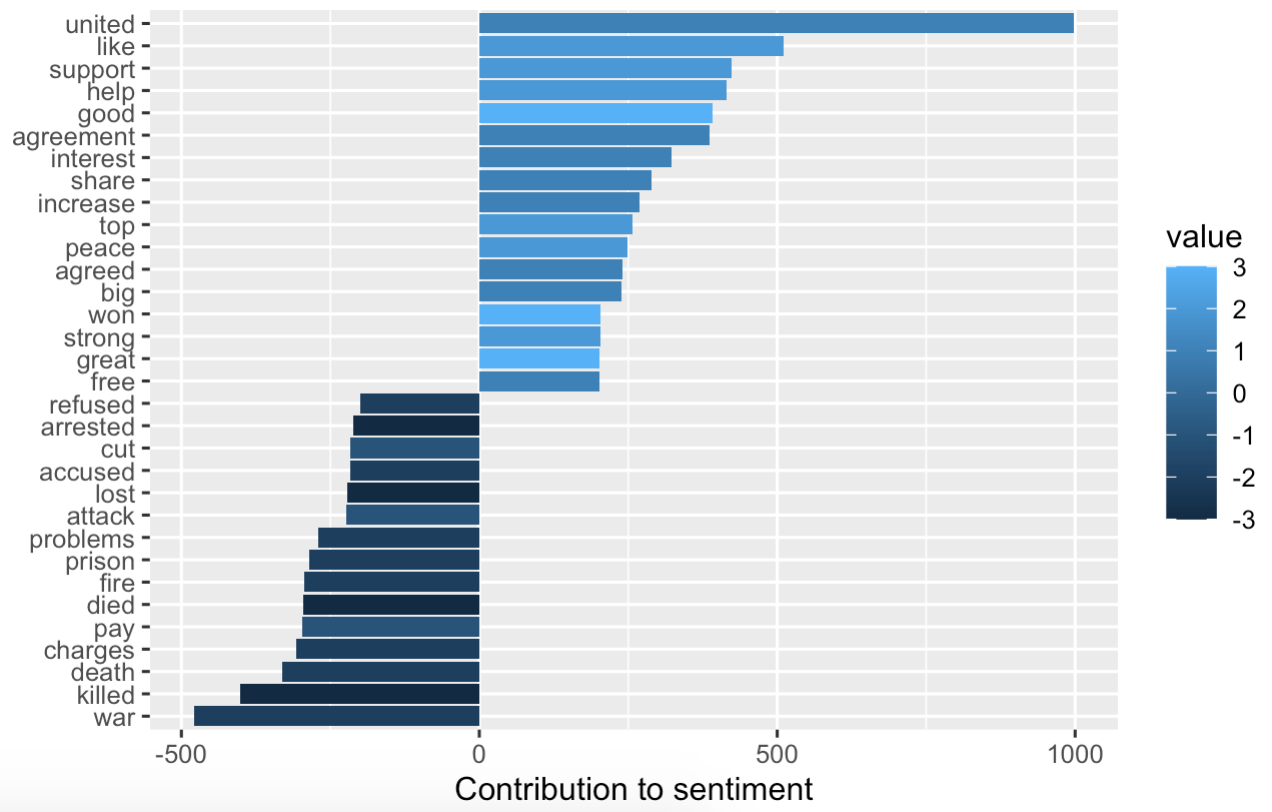 united
like
support
help
good
agreement
interest
share
increase
top
peace
agreed
big
won
strong
great
free
refused
arrested
cut
accused
lost
attack
problems
prison
fire
died
pay
charges
death
killed
war
-500 0 500 1000
Contribution to sentiment
value
3
2
1
0
-1
-2
-3